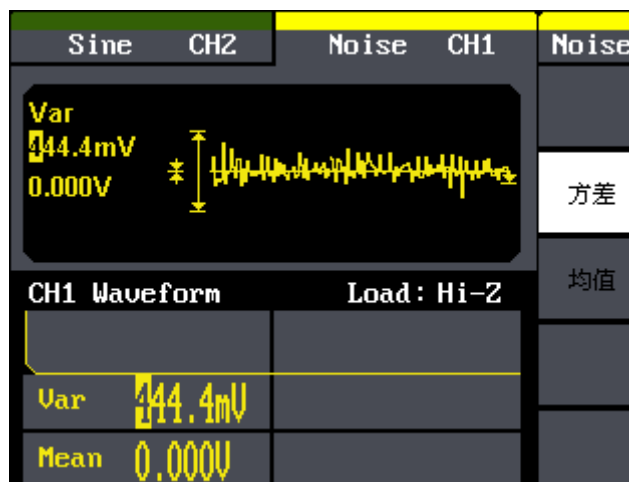 Sine CH2 Noise CH1 Noise
Var
444.4mV
0.000V
方差
均值
CH1 Waveform Load: Hi-Z
Var 444.4mV
Mean 0.000V